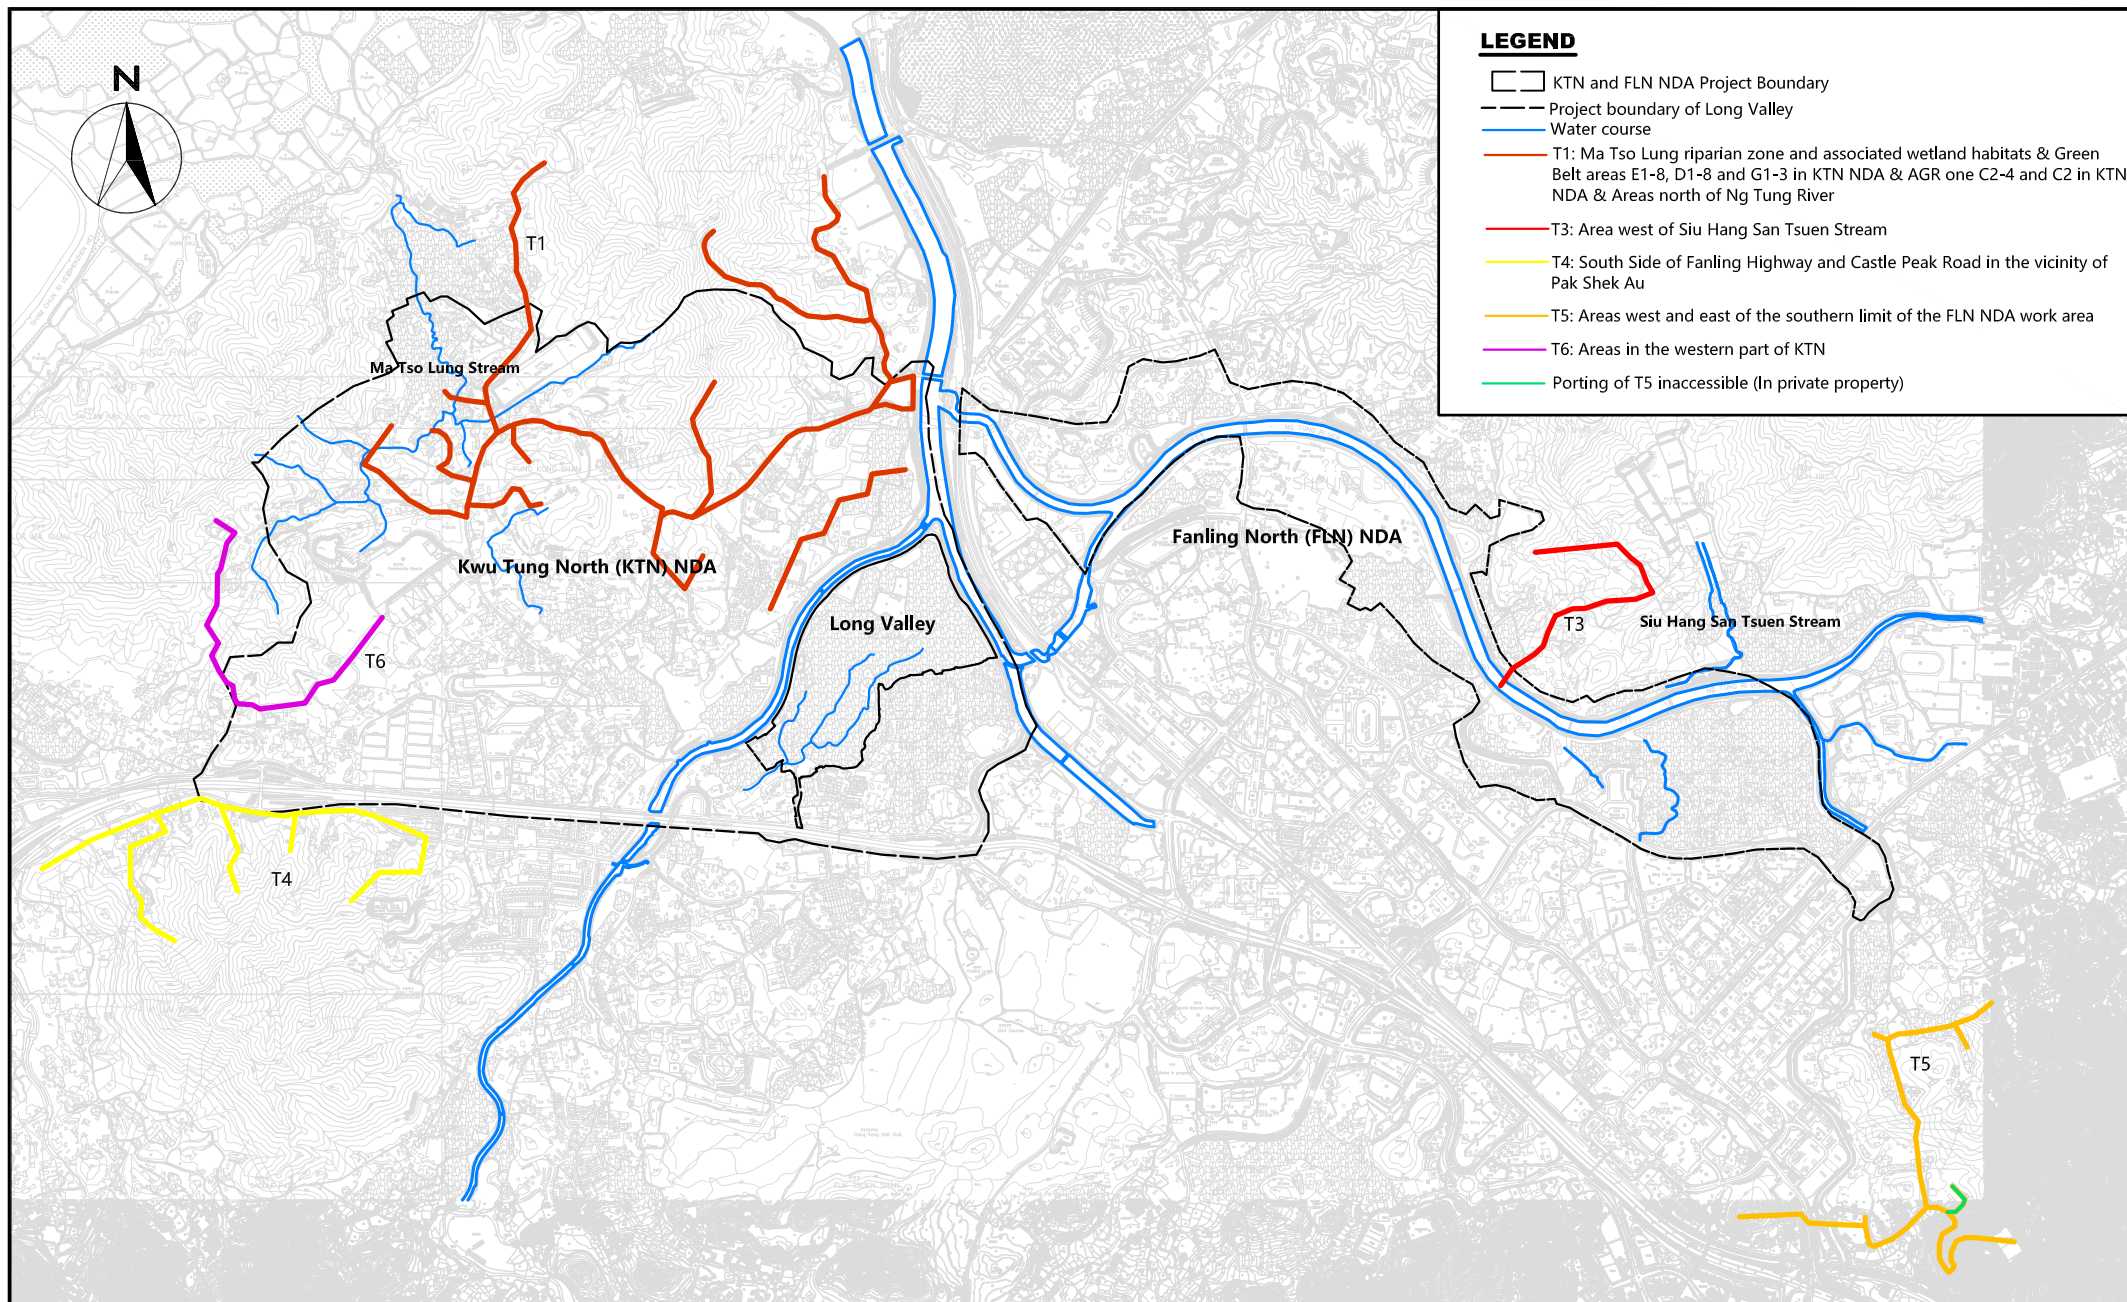 N
LEGEND
KTN and FLN NDA Project Boundary
Project boundary of Long Valley
Water course
T1: Ma Tso Lung riparian zone and associated wetland habitats & Green
Belt areas E1-8, D1-8 and G1-3 in KTN NDA & AGR one C2-4 and C2 in KTN
NDA & Areas north of Ng Tung River
T3: Area west of Siu Hang San Tsuen Stream
T4: South Side of Fanling Highway and Castle Peak Road in the vicinity of
Pak Shek Au
T5: Areas west and east of the southern limit of the FLN NDA work area
T6: Areas in the western part of KTN
Porting of T5 inaccessible (In private property)
T1
Ma Tso Lung Stream
Kwu Tung North (KTN) NDA
Fanling North (FLN) NDA
Long Valley
T3
Siu Hang San Tsuen Stream
T6
T4
T5